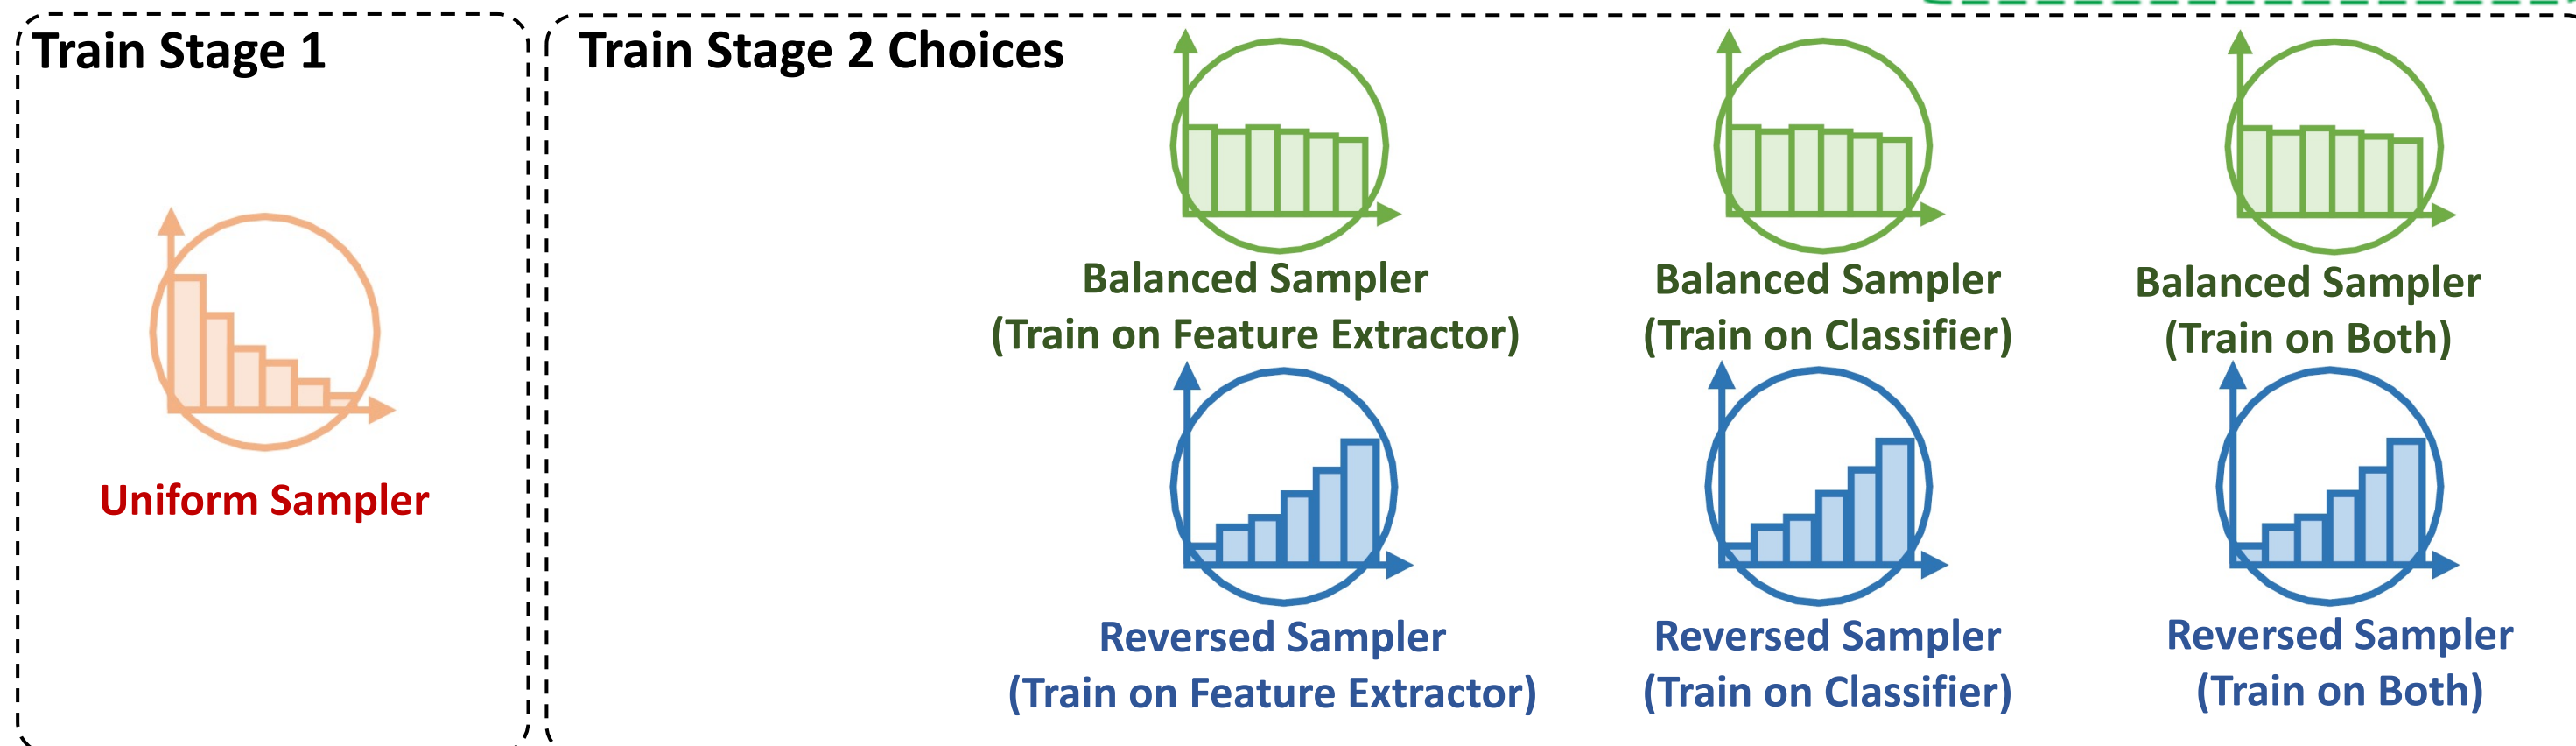 Train Stage 1
Uniform Sampler
Train Stage 2 Choices
Balanced Sampler
(Train on Feature Extractor)
Balanced Sampler
(Train on Classifier)
Balanced Sampler
(Train on Both)
Reversed Sampler
(Train on Feature Extractor)
Reversed Sampler
(Train on Classifier)
Reversed Sampler
(Train on Both)